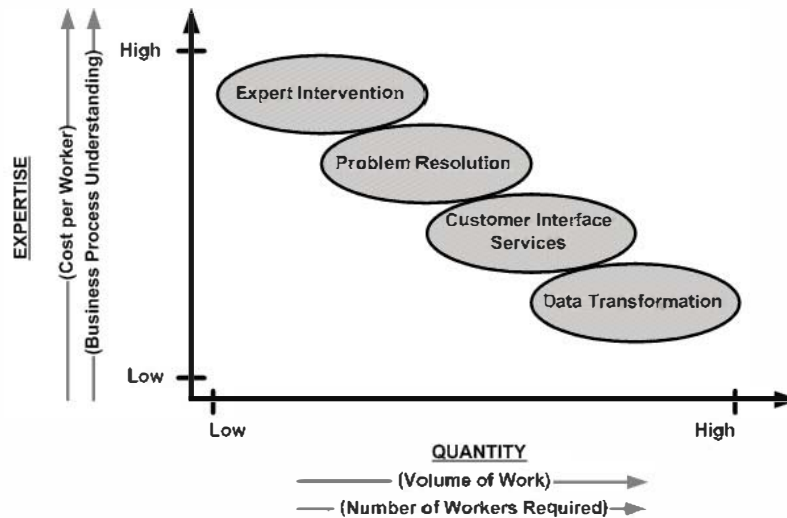 High
Expert Intervention
Problem Resolution
Customer Interface
Services
Data Transformation
EXPERTISE
(Cost per Worker)
(Business Process Understanding)
Low
Low
High
QUANTITY
(Volume of Work)
(Number of Workers Required)